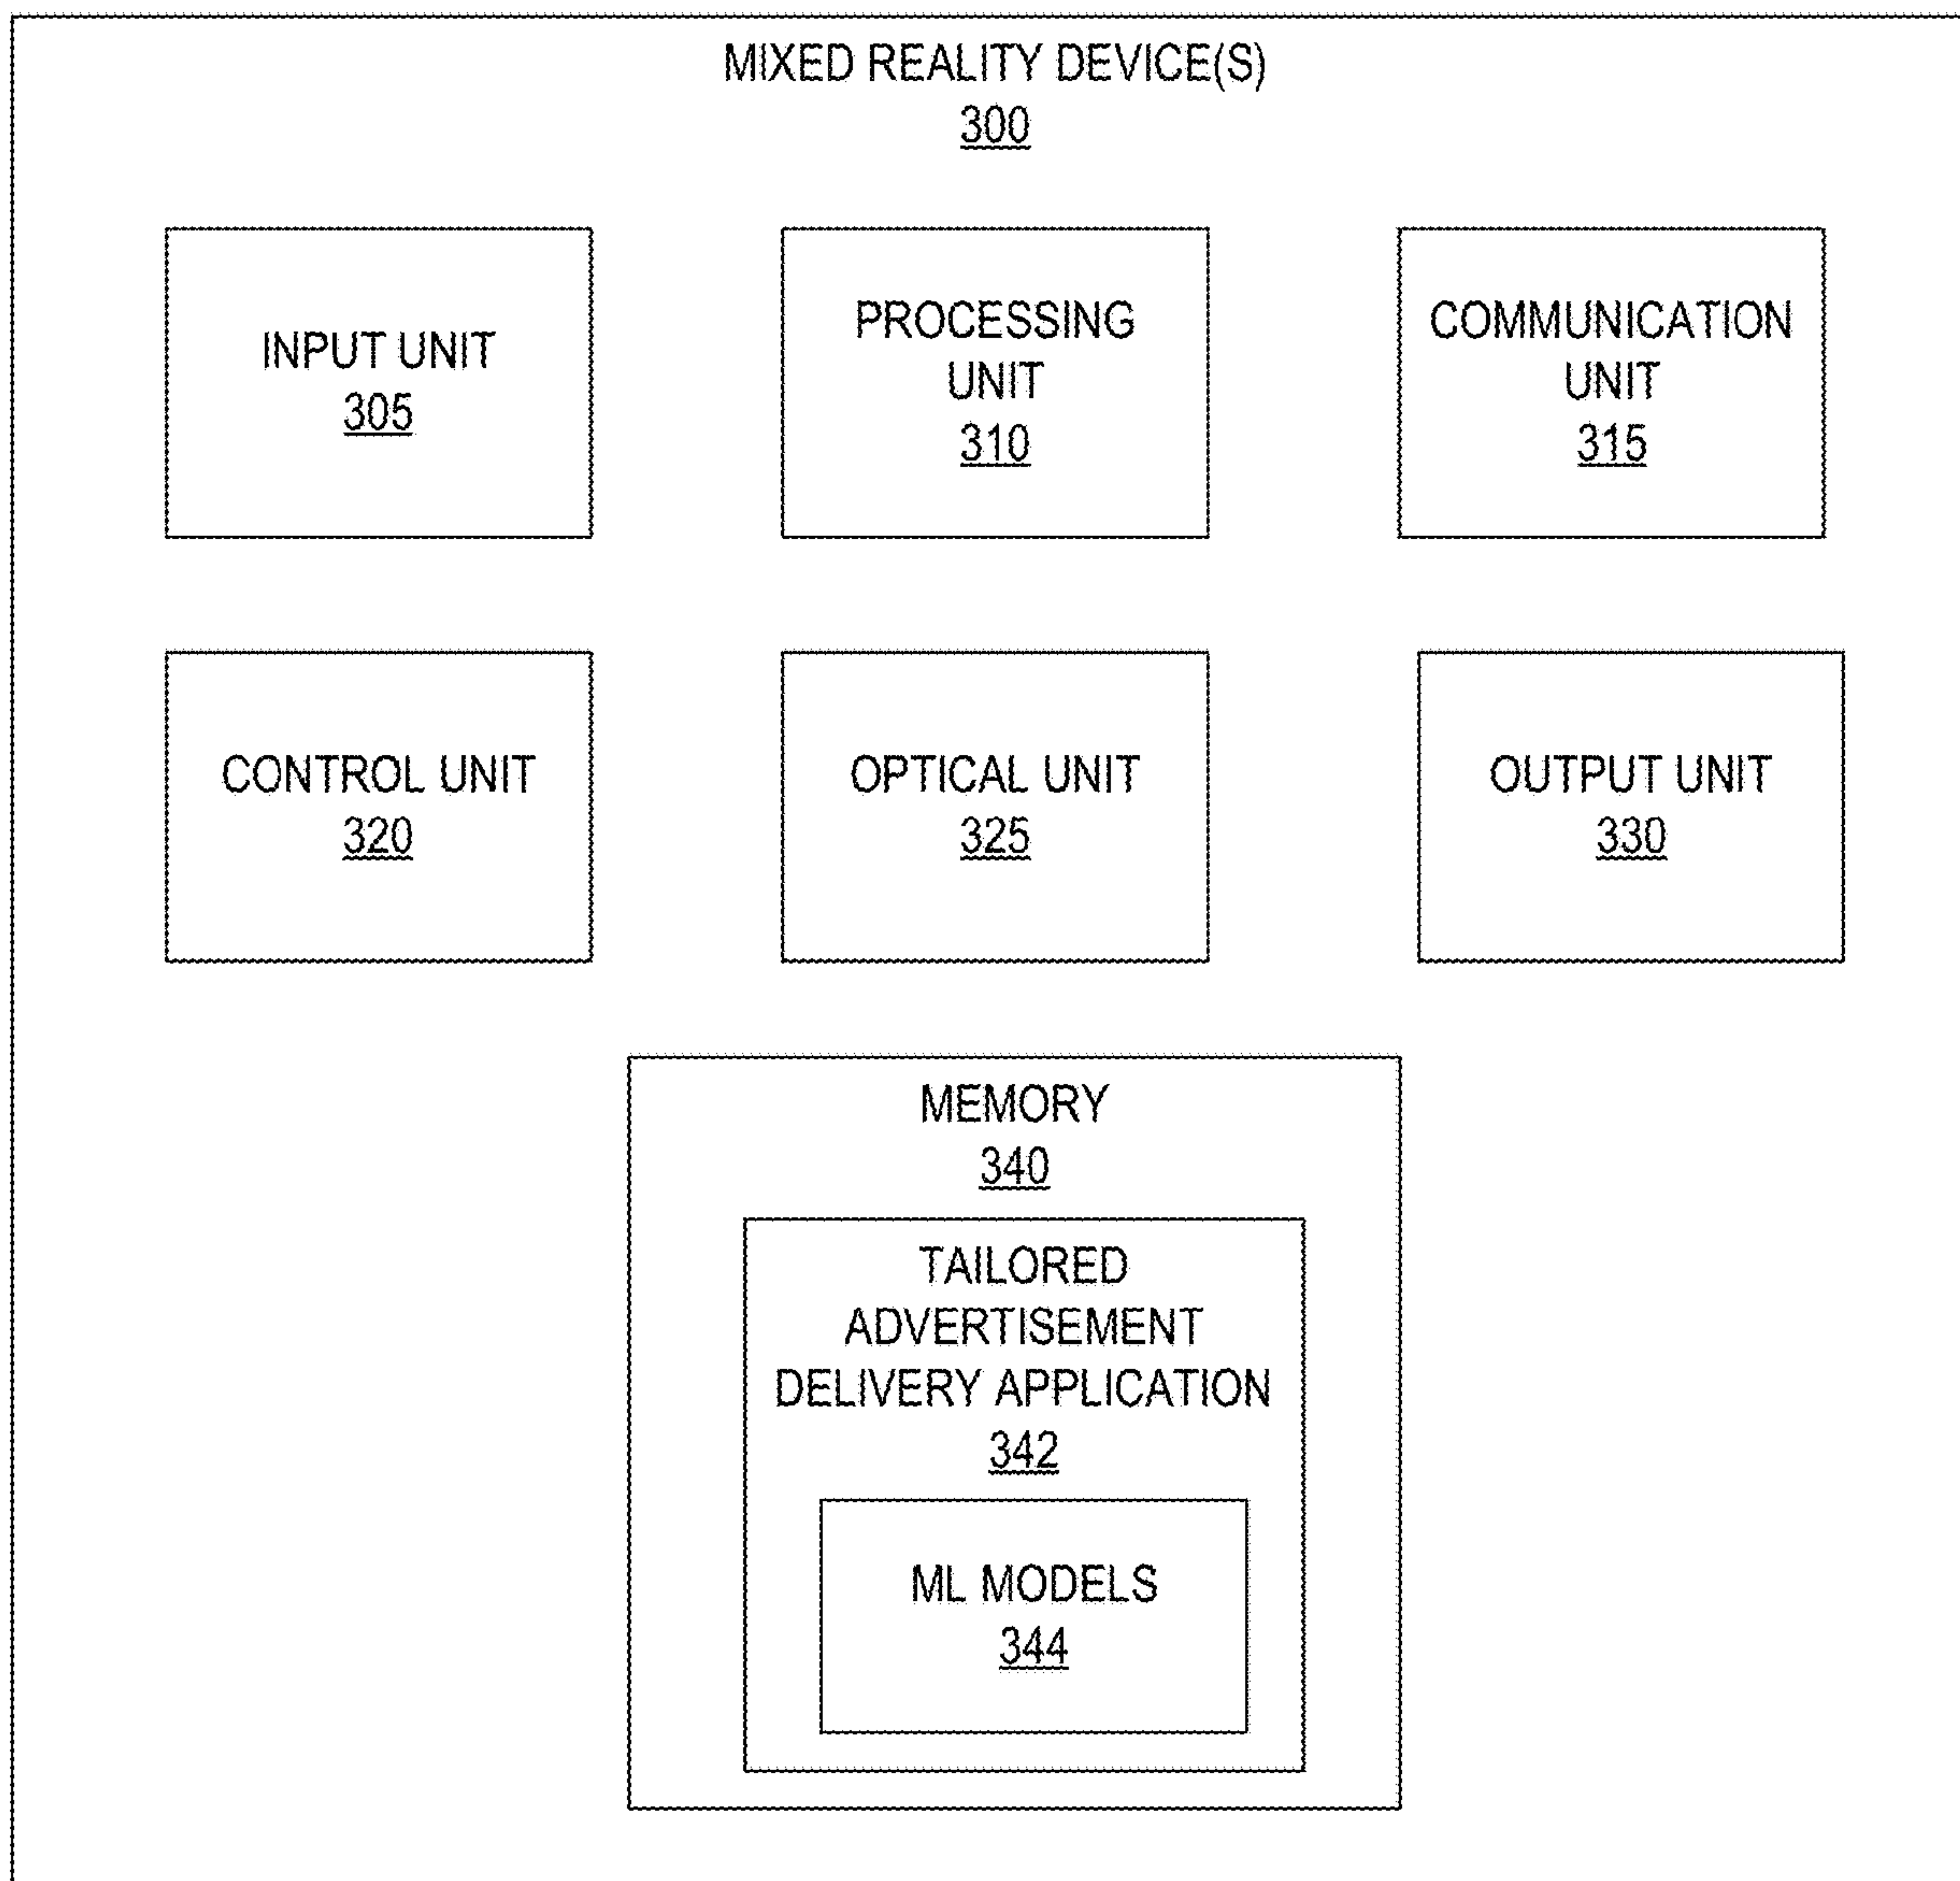 MIXED REALITY DEVICE(S)
300
INPUT UNIT
305
PROCESSING
UNIT
310
COMMUNICATION
UNIT
315
CONTROL UNIT
320
OPTICAL UNIT
325
OUTPUT UNIT
330
MEMORY
340
TAILORED
ADVERTISEMENT
DELIVERY APPLICATION
342
ML MODELS
344